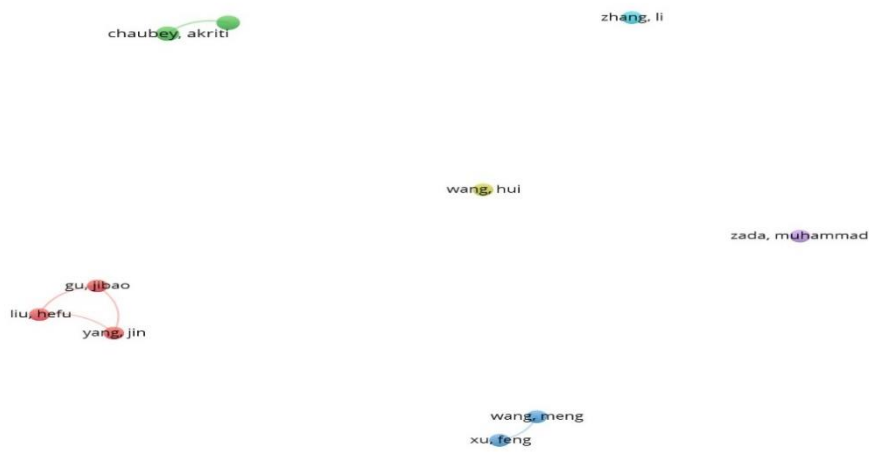 zhang, li
chaubey, akriti
wang, hui
zada, muhammad
gu, jibao
liu, hefu
yang, jin
wang, meng
xu, feng